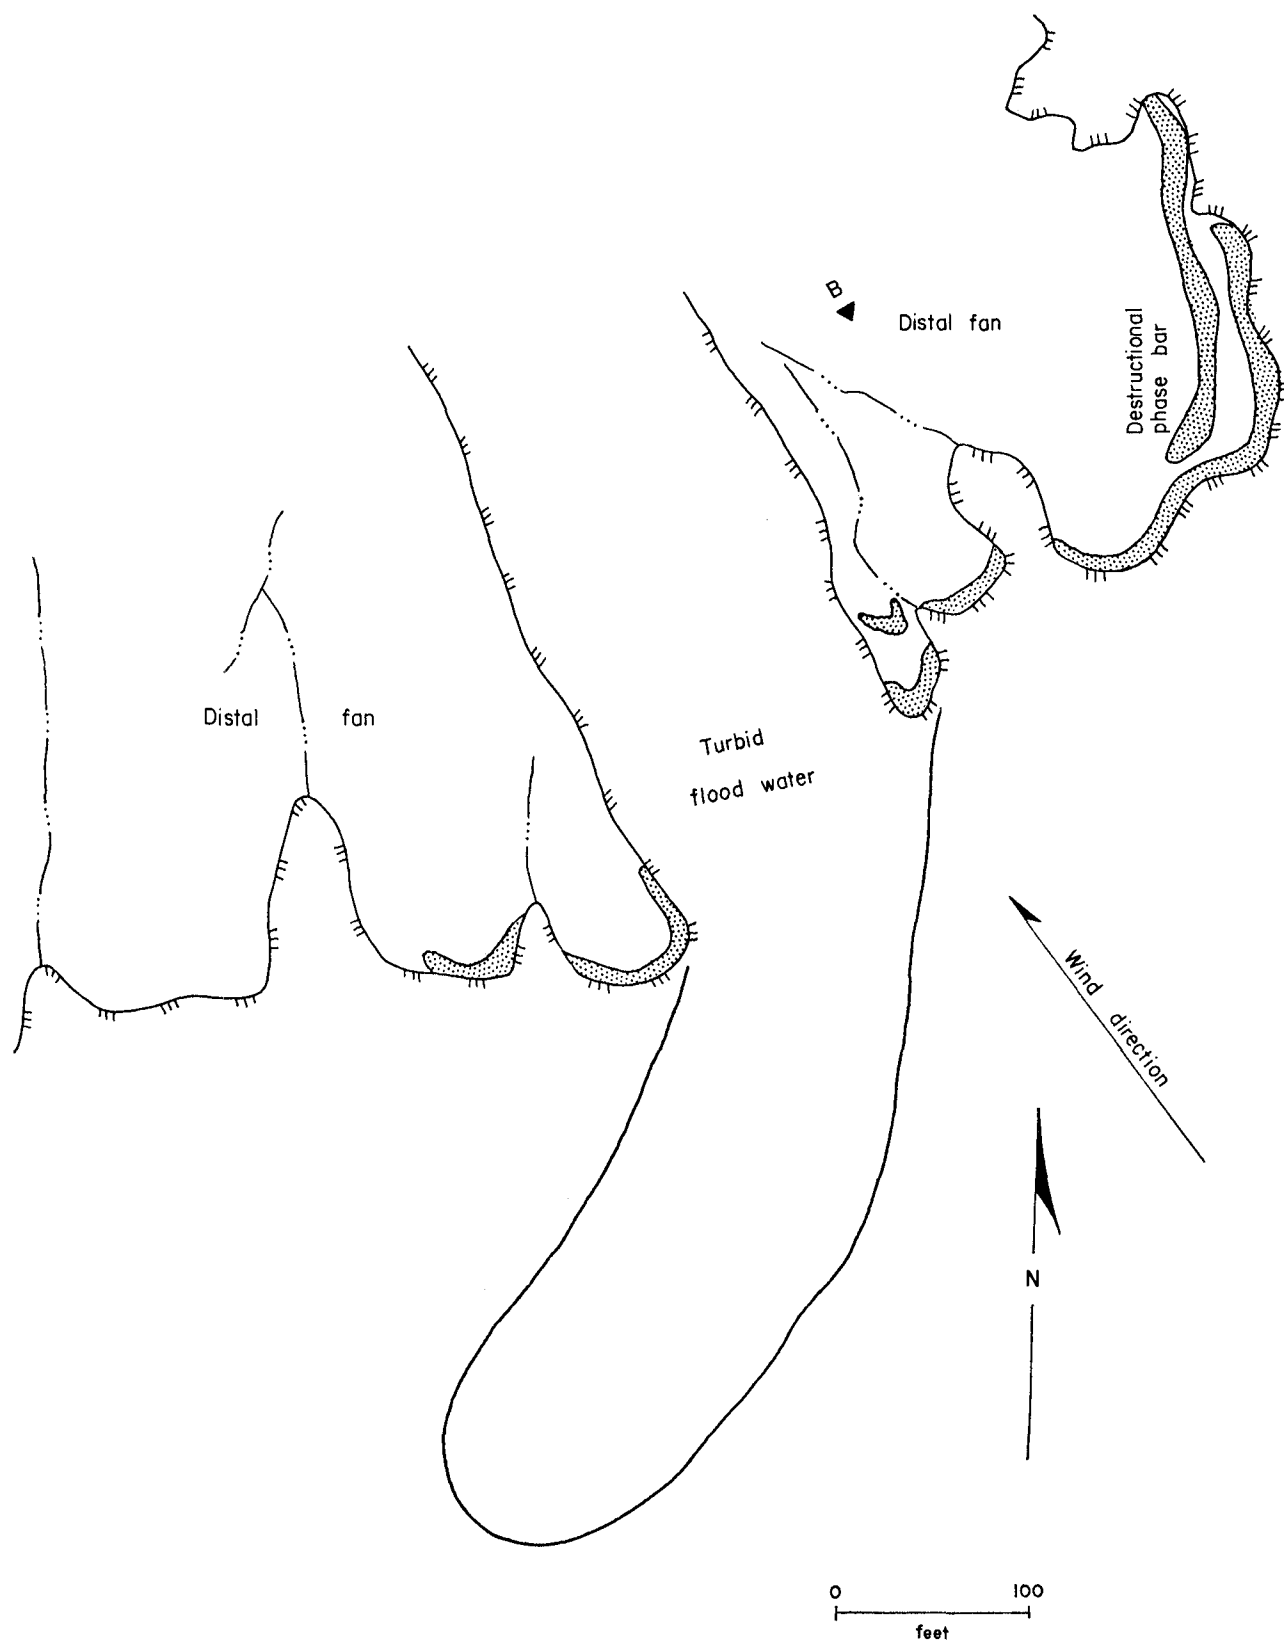 B
Distal fan
Destructional
phase bar
Distal fan
Turbid
flood water
Wind direction
N
0 100
feet